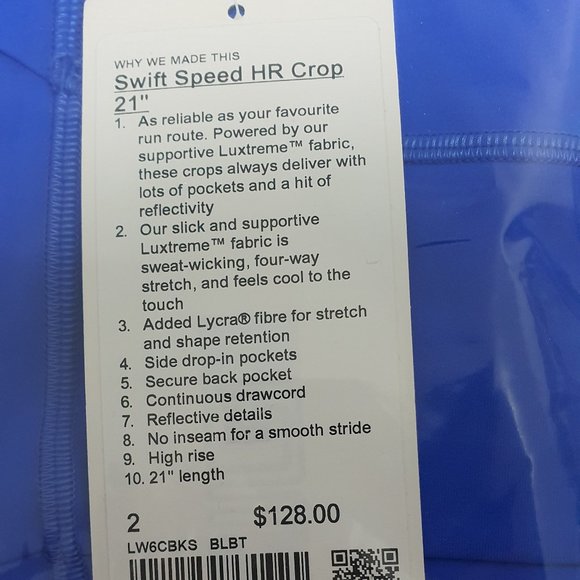 WHY WE MADE THIS
Swift Speed HR Crop
21"
1. As reliable as your favourite
run route. Powered by our
supportive Luxtreme™ fabric,
these crops always deliver with
lots of pockets and a hit of
reflectivity
2. Our slick and supportive
Luxtreme™ fabric is
sweat-wicking, four-way
stretch, and feels cool to the
touch
3. Added Lycra® fibre for stretch
and shape retention
4. Side drop-in pockets
5. Secure back pocket
6. Continuous drawcord
7. Reflective details
8. No inseam for a smooth stride
9. High rise
10. 21" length
2 $128.00
LW6CBKS BLBT